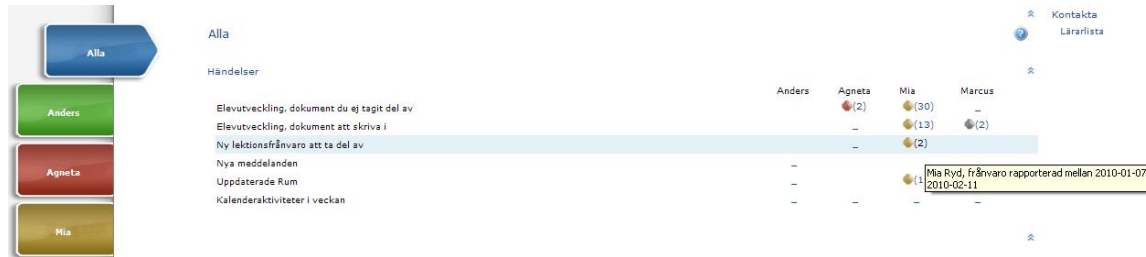 Kontakta
Alla
Lärarlista
Alla
Händelser
Anders Agneta Mia Marcus
Anders
Elevutveckling, dokument du ej tagit del av (2) (30) _
Elevutveckling, dokument att skriva i _ (13) (2)
Ny lektionsfrånvaro att ta del av _ (2)
Nya meddelanden _
Agneta
Mia Ryd, frånvaro rapporterad mellan 2010-01-07
2010-02-11
Uppdaterade Rum _ (1
Kalenderaktiviteter i veckan _ _ _ _
Mia